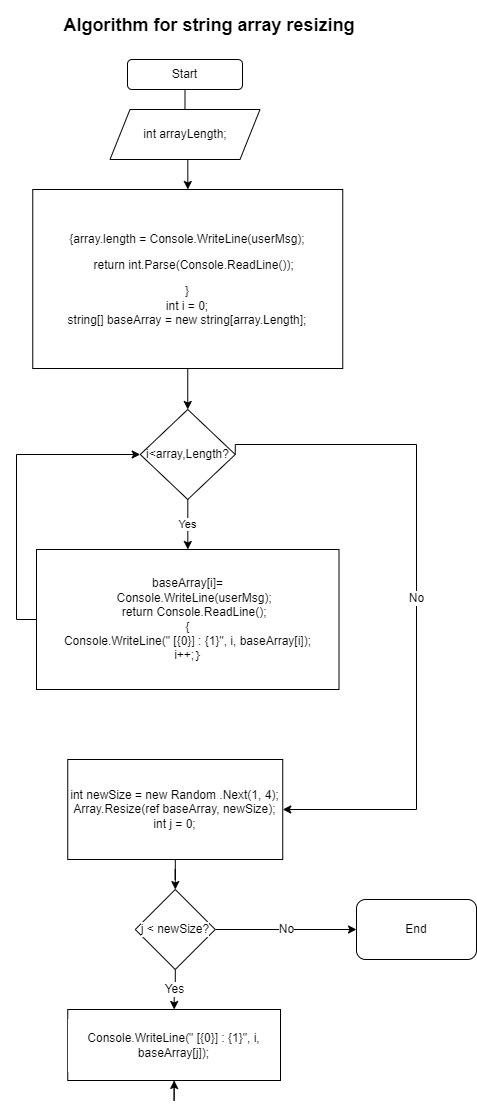 Algorithm for string array resizing
Start
int arrayLength;
{array.length = Console.WriteLine(userMsg);
return int.Parse(Console.ReadLine());
}
int i = 0;
string[] baseArray = new string[array.Length];
i<array,Length?
Yes
No
baseArray[i]=
Console.WriteLine(userMsg);
return Console.ReadLine();
{
Console.WriteLine(" [{0}] : {1}", i, baseArray[i]);
i++;}
int newSize = new Random .Next(1, 4);
Array.Resize(ref baseArray, newSize);
int j = 0;
j < newSize?
No
End
Yes
Console.WriteLine(" [{0}] : {1}", i,
baseArray[j]);